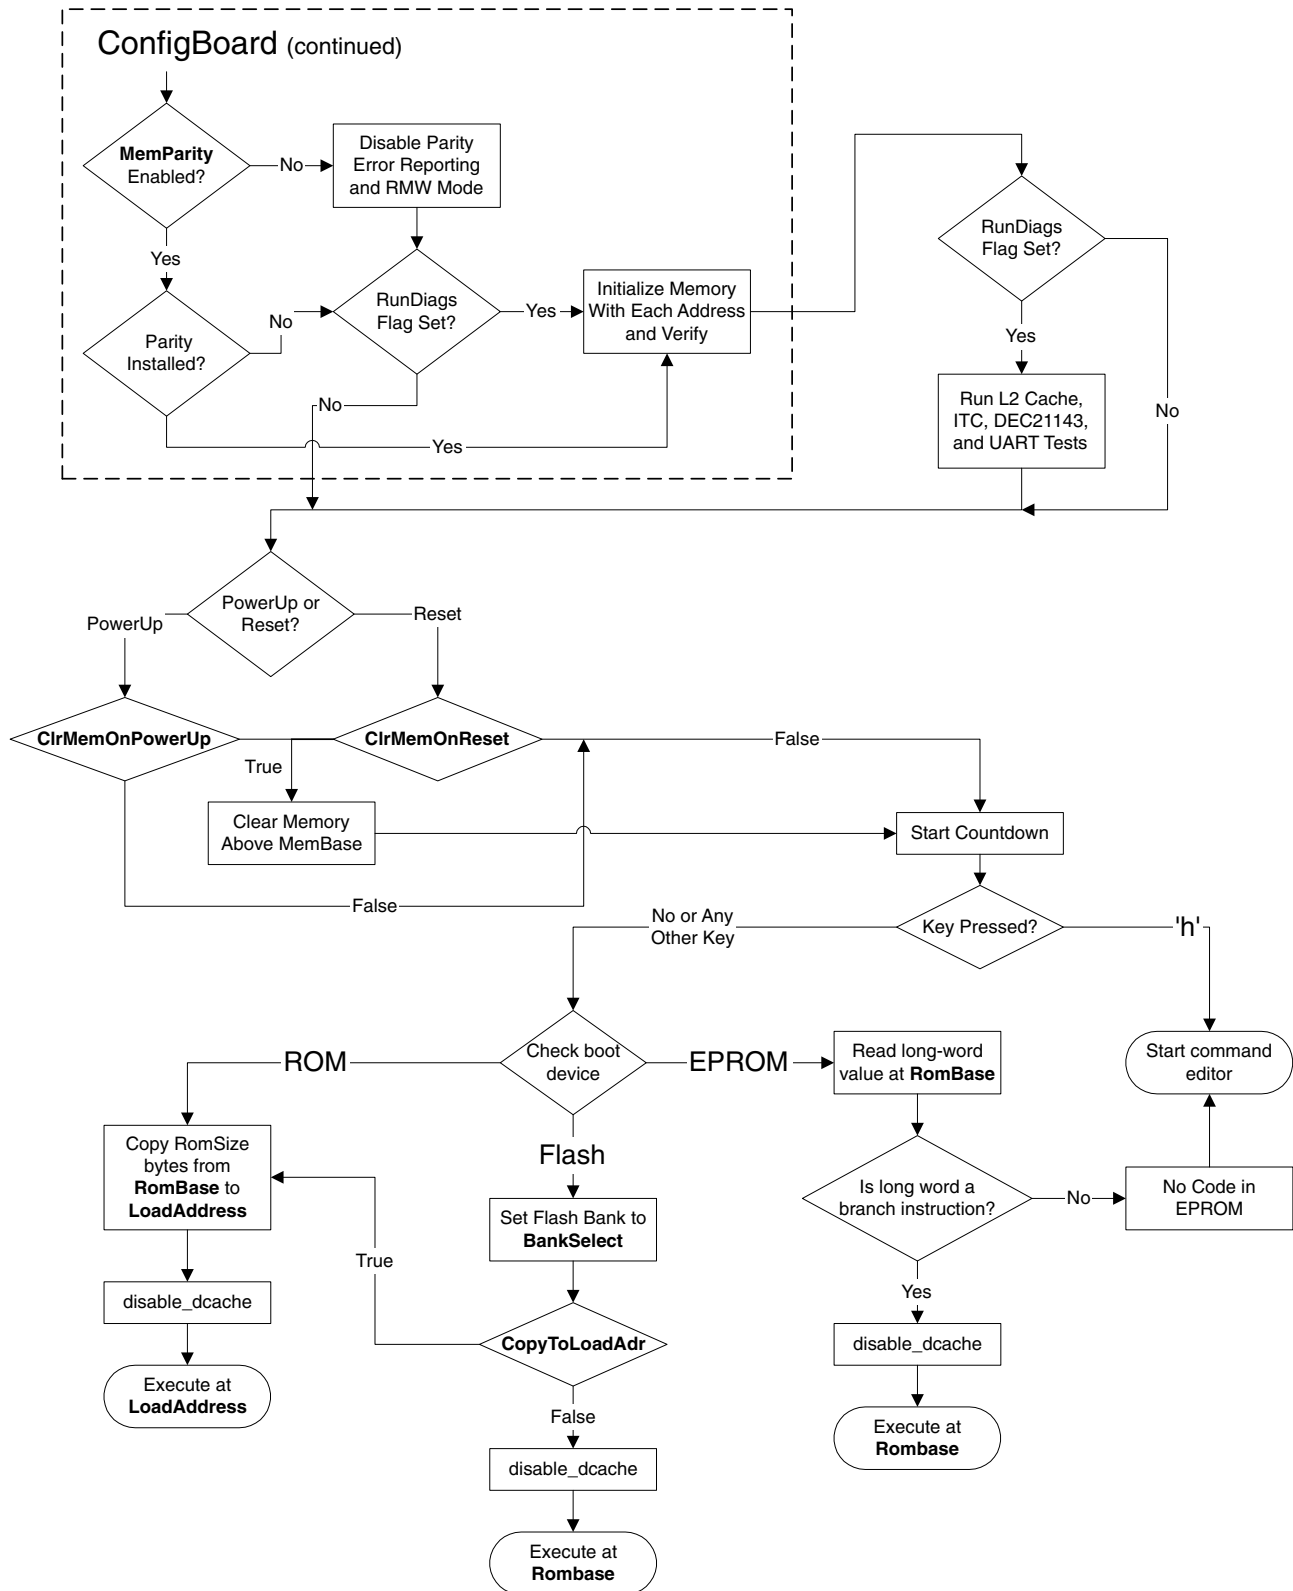 ConfigBoard (continued)
MemParity
Enabled?
No
Disable Parity
Error Reporting
and RMW Mode
Yes
Parity
Installed?
No
RunDiags
Flag Set?
Yes
Initialize Memory
With Each Address
and Verify
No
Yes
RunDiags
Flag Set?
Yes
No
Run L2 Cache,
ITC, DEC21143,
and UART Tests
PowerUp or
Reset?
PowerUp
Reset
ClrMemOnPowerUp
ClrMemOnReset
False
True
Clear Memory
Above MemBase
Start Countdown
False
Key Pressed?
No or Any
Other Key
'h'
Check boot
device
ROM
EPROM
Read long-word
value at RomBase
Start command
editor
Copy RomSize
bytes from
RomBase to
LoadAddress
Flash
Is long word a
branch instruction?
No
No Code in
EPROM
Set Flash Bank to
BankSelect
True
disable_dcache
Yes
CopyToLoadAdr
disable_dcache
Execute at
LoadAddress
False
Execute at
Rombase
disable_dcache
Execute at
Rombase